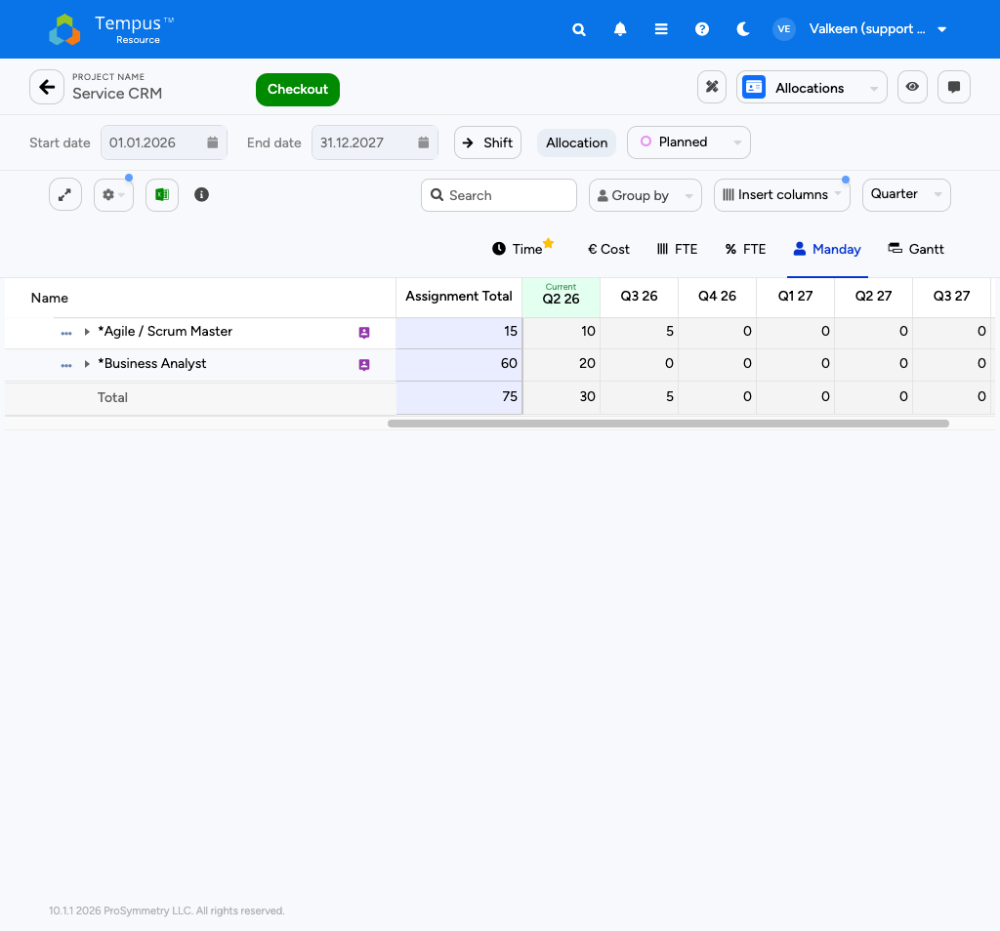 Tempus™
Resource
VE
Valkeen (support ...
PROJECT NAME
Service CRM
Checkout
Allocations
Start date
01.01.2026
End date
31.12.2027
Shift
Allocation
Planned
Search
Group by
Insert columns
Quarter
Time
€ Cost
FTE
% FTE
Manday
Gantt
Name
Assignment Total
Current
Q2 26
Q3 26
Q4 26
Q1 27
Q2 27
Q3 27
*Agile / Scrum Master 15 10 5 0 0 0 0
*Business Analyst 60 20 0 0 0 0 0
Total 75 30 5 0 0 0 0
10.1.1 2026 ProSymmetry LLC. All rights reserved.